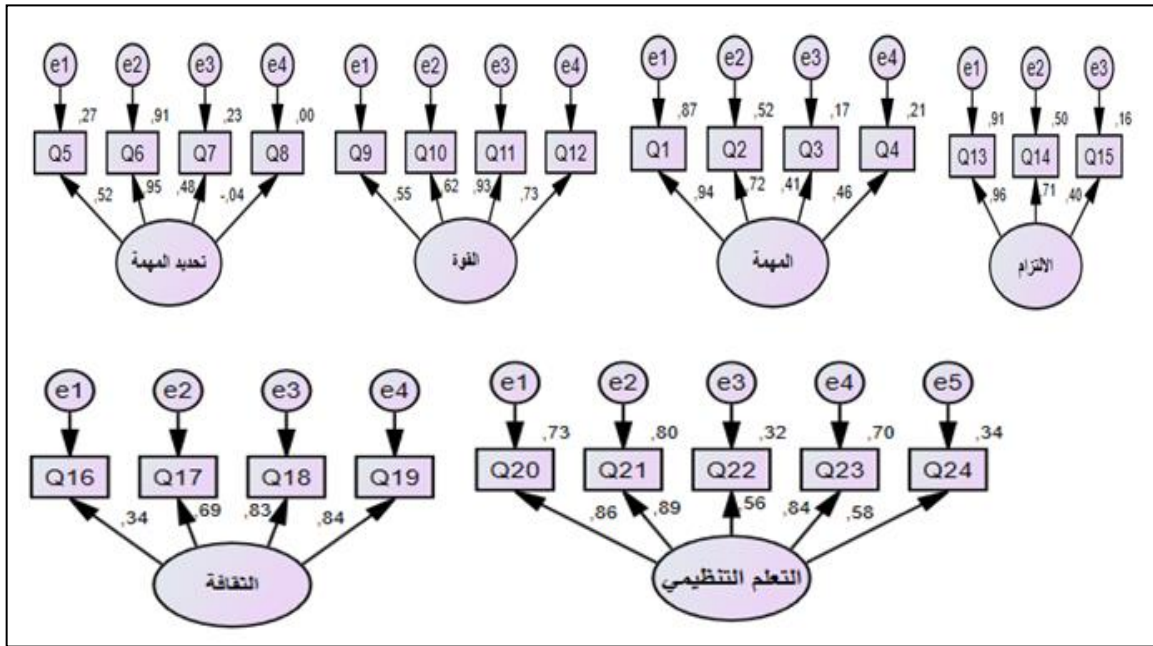 e1 e2 e3 e4
,27 ,91 ,23 ,00
Q5 Q6 Q7 Q8
,52 ,95 ,48 -,04
تحديد المهمة
e1 e2 e3 e4
Q9 Q10 Q11 Q12
,55 ,62 ,93 ,73
القوة
e1 e2 e3 e4
,87 ,52 ,17 ,21
Q1 Q2 Q3 Q4
,94 ,72 ,41 ,46
المهمة
e1 e2 e3
,91 ,50 ,16
Q13 Q14 Q15
,96 ,71 ,40
الالتزام
e1 e2 e3 e4
Q16 Q17 Q18 Q19
,34 ,69 ,83 ,84
الثقافة
e1 e2 e3 e4 e5
,73 ,80 ,32 ,70 ,34
Q20 Q21 Q22 Q23 Q24
,86 ,89 ,56 ,84 ,58
التعلم التنظيمي